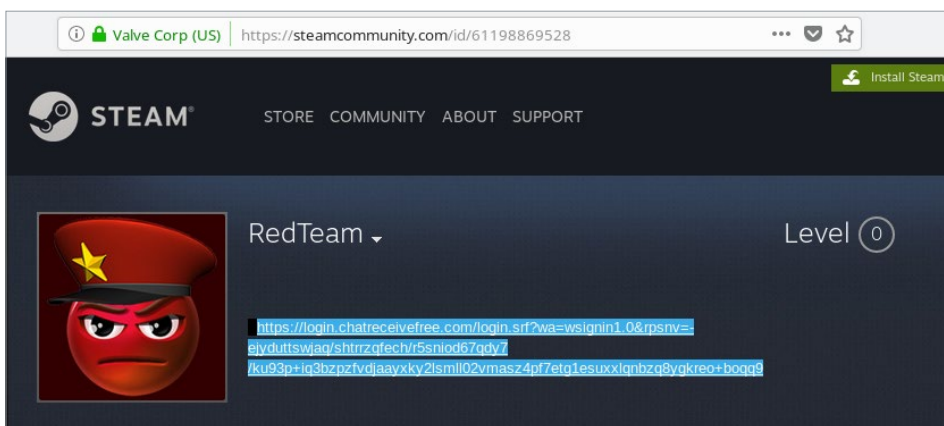 Valve Corp (US) https://steamcommunity.com/id/61198869528
Install Steam
STEAM® STORE COMMUNITY ABOUT SUPPORT
RedTeam Level 0
https://login.chatreceivefree.com/login.srf?wa=wsignin1.0&rpsnv=-
ejyduttswjaq/shtrrzqfech/r5sniod67qdy7
/ku93p+iq3bzpzfvdjaayxky2lsmll02vmasz4pf7etg1esuxxlqnbzq8ygkreo+boqq9